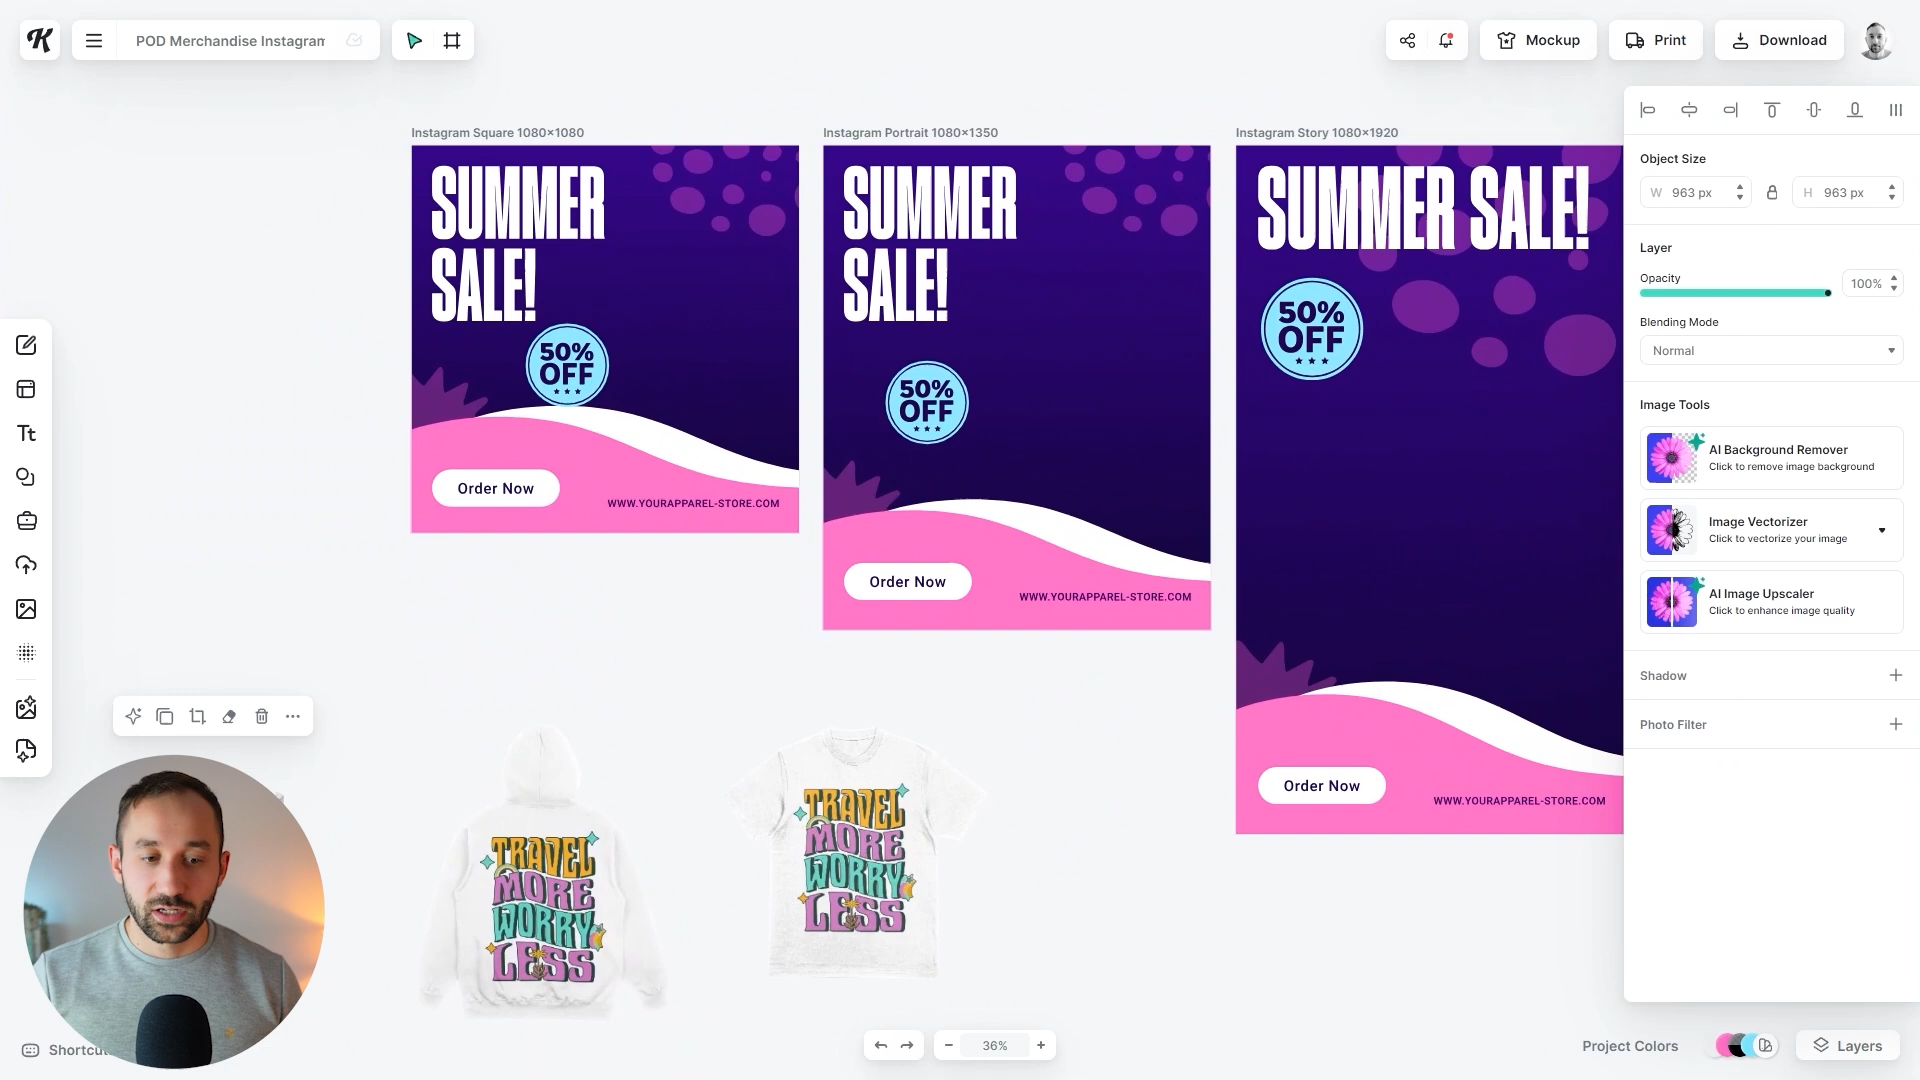 K
POD Merchandise Instagram
Mockup
Print
Download
Instagram Square 1080×1080
SUMMER
SALE!
50%
OFF
Order Now
WWW.YOURAPPAREL-STORE.COM
Instagram Portrait 1080×1350
SUMMER
SALE!
50%
OFF
Order Now
WWW.YOURAPPAREL-STORE.COM
Instagram Story 1080×1920
SUMMER SALE!
50%
OFF
Order Now
WWW.YOURAPPAREL-STORE.COM
Object Size
W 963 px
H 963 px
Layer
Opacity
100%
Blending Mode
Normal
Image Tools
AI Background Remover
Click to remove image background
Image Vectorizer
Click to vectorize your image
AI Image Upscaler
Click to enhance image quality
Shadow
Photo Filter
Tt
TRAVEL
MORE
WORRY
LESS
TRAVEL
MORE
WORRY
LESS
36%
Project Colors
Layers